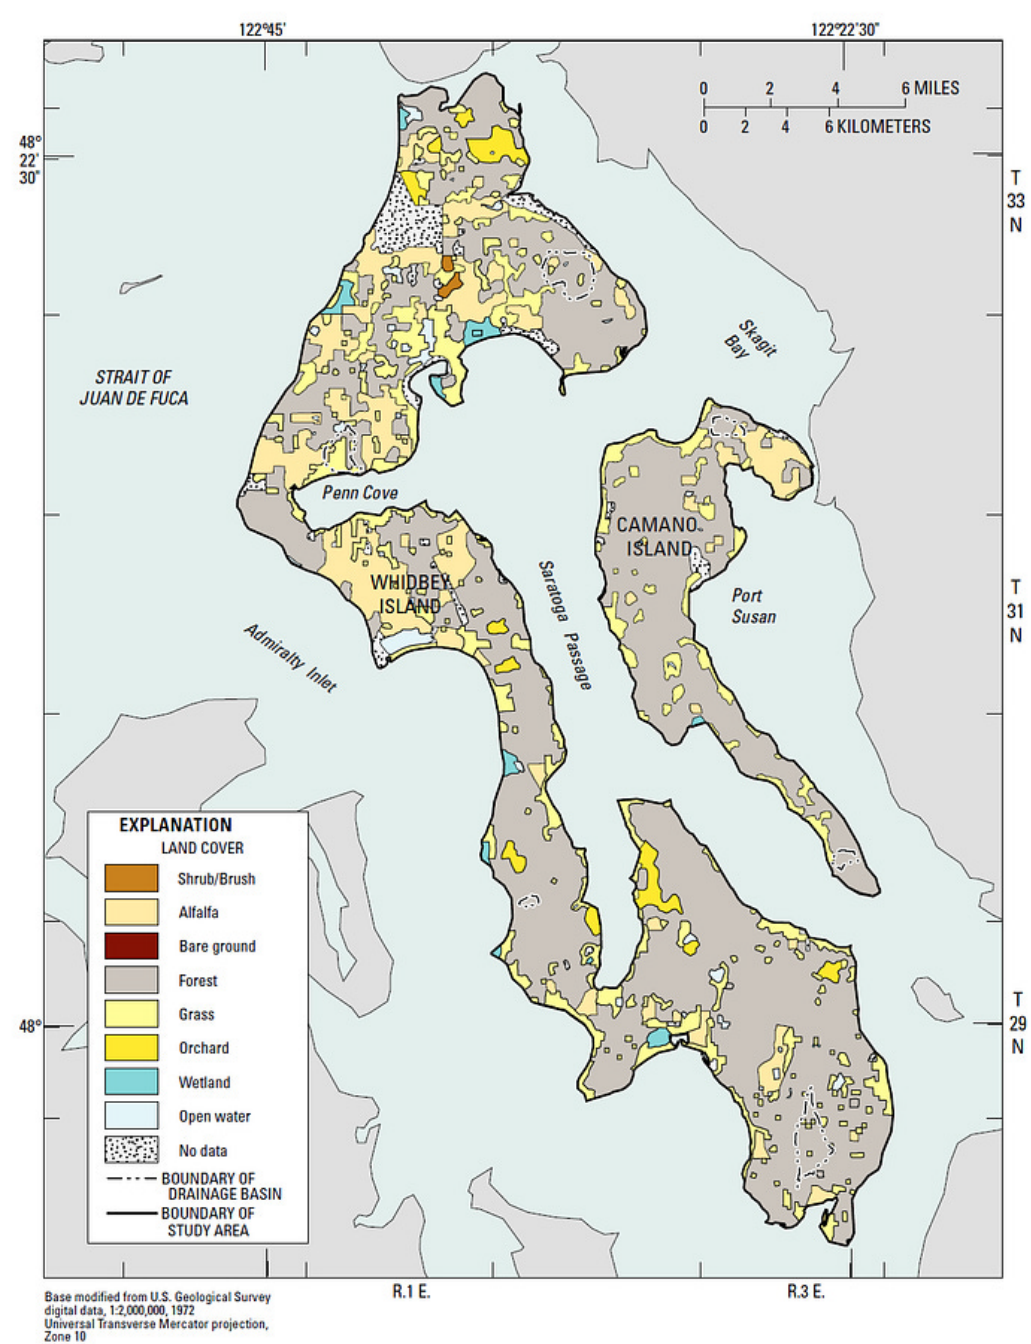 122°45'
122°22'30"
0 2 4 6 MILES
0 2 4 6 KILOMETERS
48°
22'
30"
T
33
N
STRAIT OF
JUAN DE FUCA
Skagit
Bay
Penn Cove
CAMANO
ISLAND
WHIDBEY
ISLAND
Saratoga Passage
Port
Susan
T
31
N
Admiralty Inlet
EXPLANATION
LAND COVER
Shrub/Brush
Alfalfa
Bare ground
Forest
Grass
Orchard
Wetland
Open water
No data
BOUNDARY OF
DRAINAGE BASIN
BOUNDARY OF
STUDY AREA
48°
T
29
N
R.1 E.
R.3 E.
Base modified from U.S. Geological Survey
digital data, 1:2,000,000, 1972
Universal Transverse Mercator projection,
Zone 10